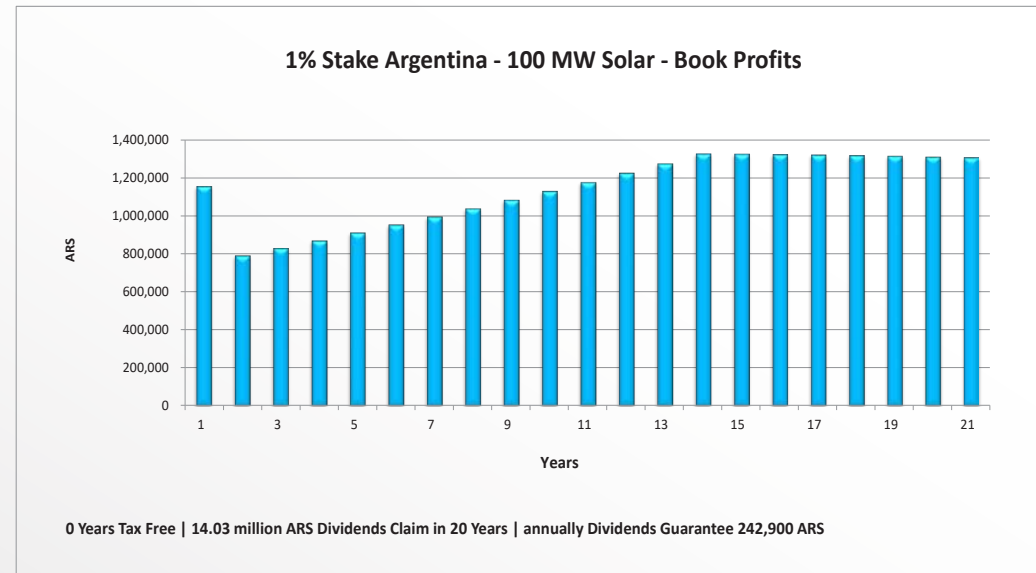 1% Stake Argentina - 100 MW Solar - Book Profits
1,400,000
1,200,000
1,000,000
800,000
600,000
400,000
200,000
0
ARS
1 3 5 7 9 11 13 15 17 19 21
Years
0 Years Tax Free | 14.03 million ARS Dividends Claim in 20 Years | annually Dividends Guarantee 242,900 ARS